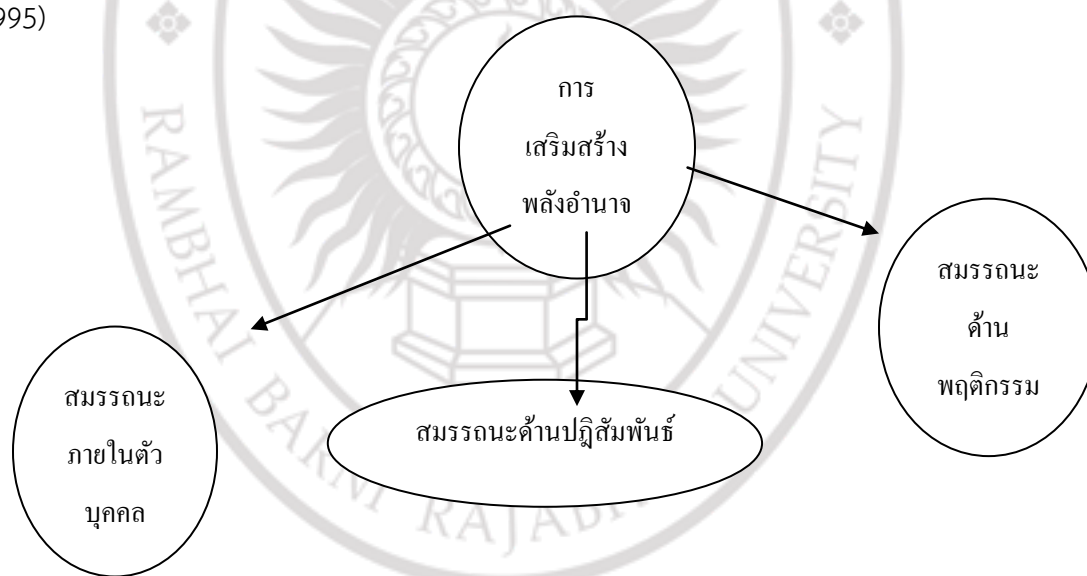 995)
การ
เสริมสร้าง
พลังอำนาจ
สมรรถนะ
ด้าน
พฤติกรรม
สมรรถนะ
ภายในตัว
บุคคล
สมรรถนะด้านปฎิสัมพันธ์
RAMBHAI BARNI RAJABHAT UNIVERSITY